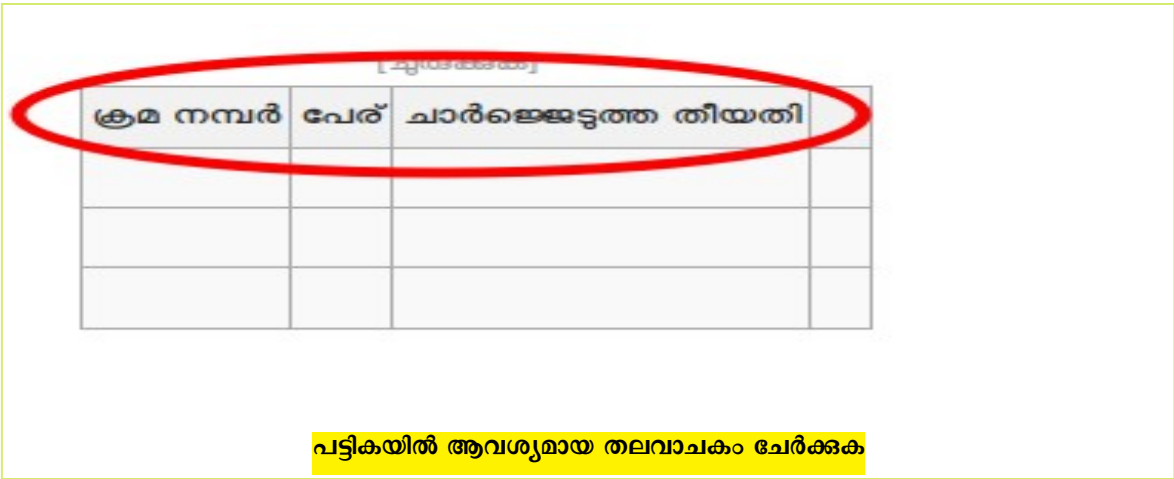 [ചുരുക്കുക]
ക്രമ നമ്പർ പേര് ചാർജ്ജെടുത്ത തീയതി
പട്ടികയിൽ ആവശ്യമായ തലവാചകം ചേർക്കുക